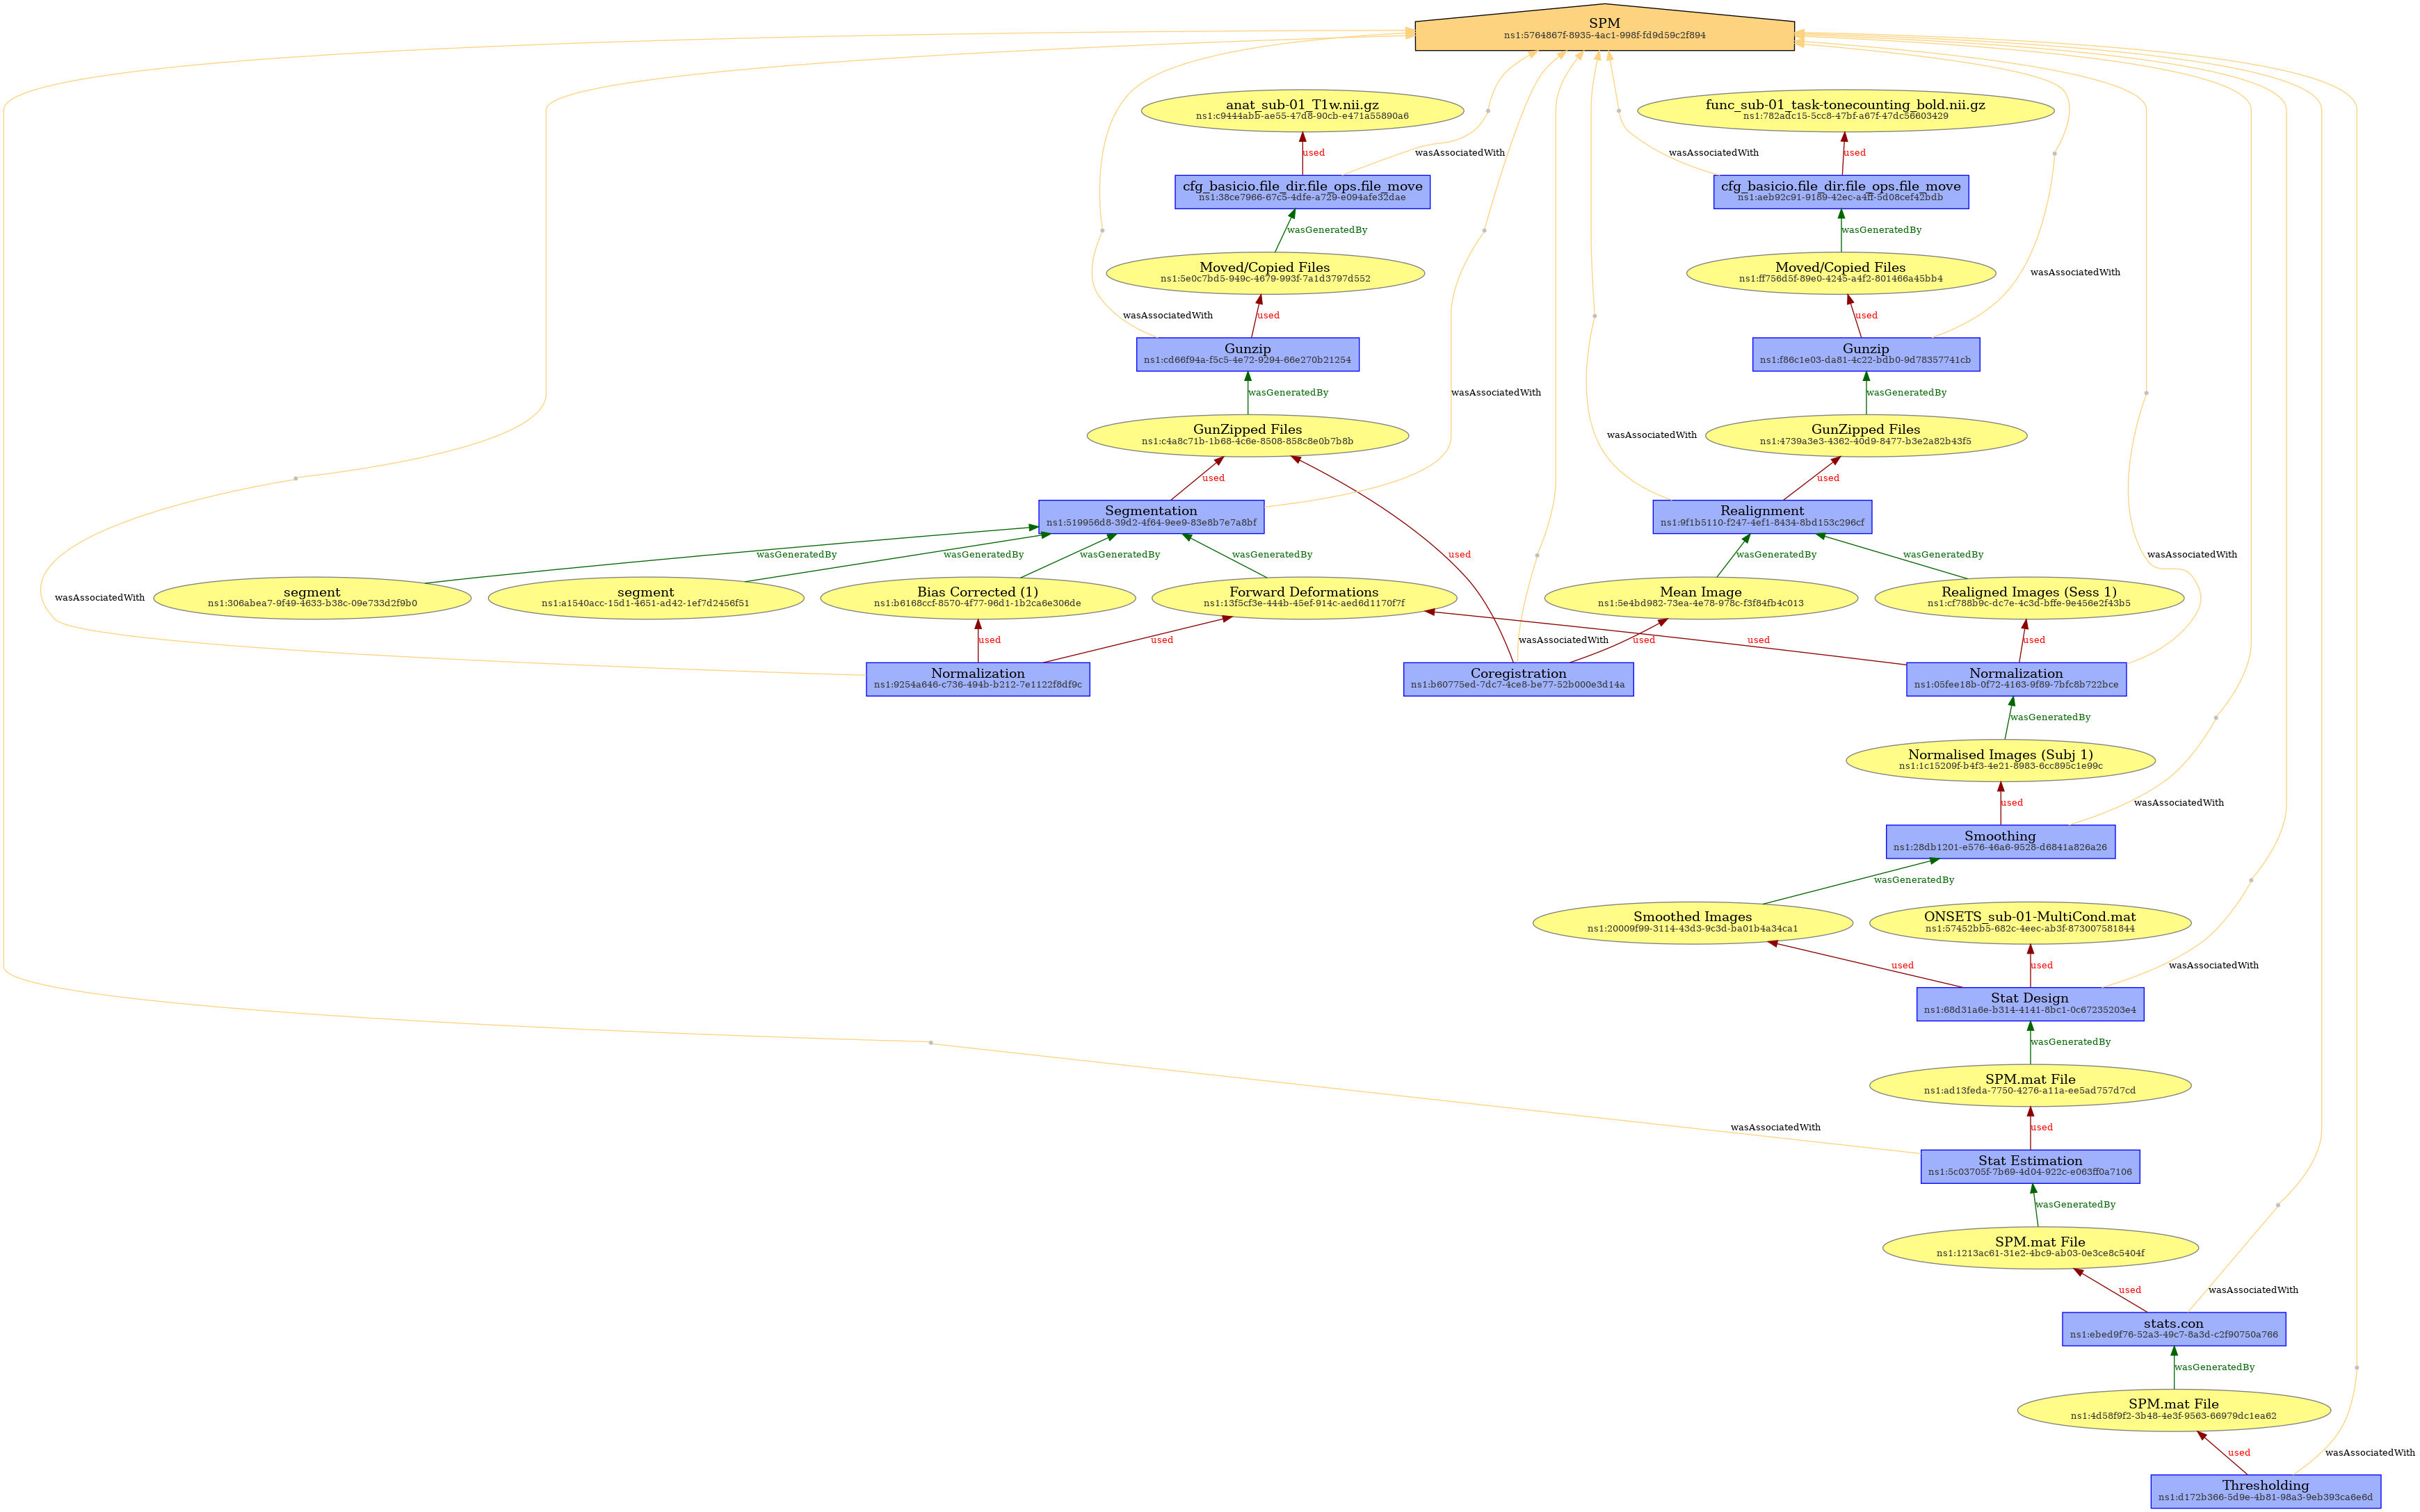 SPM
ns1:5764867f-8935-4ac1-998f-fd9d59c2f894
anat_sub-01_T1w.nii.gz
ns1:c9444abb-ae55-47d8-90cb-e471a55890a6
func_sub-01_task-tonecounting_bold.nii.gz
ns1:782adc15-5cc8-47bf-a67f-47dc56603429
used
wasAssociatedWith
wasAssociatedWith
used
cfg_basicio.file_dir.file_ops.file_move
ns1:38ce7966-67c5-4dfe-a729-e094afe32dae
cfg_basicio.file_dir.file_ops.file_move
ns1:aeb92c91-9189-42ec-a4ff-5d08cef42bdb
wasGeneratedBy
wasGeneratedBy
Moved/Copied Files
ns1:5e0c7bd5-949c-4679-993f-7a1d3797d552
Moved/Copied Files
ns1:ff756d5f-89e0-4245-a4f2-801466a45bb4
wasAssociatedWith
wasAssociatedWith
used
used
Gunzip
ns1:cd66f94a-f5c5-4e72-9294-66e270b21254
Gunzip
ns1:f86c1e03-da81-4c22-bdb0-9d78357741cb
wasGeneratedBy
wasAssociatedWith
wasGeneratedBy
GunZipped Files
ns1:c4a8c71b-1b68-4c6e-8508-858c8e0b7b8b
GunZipped Files
ns1:4739a3e3-4362-40d9-8477-b3e2a82b43f5
wasAssociatedWith
used
used
Segmentation
ns1:519956d8-39d2-4f64-9ee9-83e8b7e7a8bf
Realignment
ns1:9f1b5110-f247-4ef1-8434-8bd153c296cf
wasGeneratedBy
wasGeneratedBy
wasGeneratedBy
wasGeneratedBy
used
wasGeneratedBy
wasGeneratedBy
wasAssociatedWith
wasAssociatedWith
segment
ns1:306abea7-9f49-4633-b38c-09e733d2f9b0
segment
ns1:a1540acc-15d1-4651-ad42-1ef7d2456f51
Bias Corrected (1)
ns1:b6168ccf-8570-4f77-96d1-1b2ca6e306de
Forward Deformations
ns1:13f5cf3e-444b-45ef-914c-aed6d1170f7f
Mean Image
ns1:5e4bd982-73ea-4e78-978c-f3f84fb4c013
Realigned Images (Sess 1)
ns1:cf788b9c-dc7e-4c3d-bffe-9e456e2f43b5
used
used
wasAssociatedWith
used
used
used
Normalization
ns1:9254a646-c736-494b-b212-7e1122f8df9c
Coregistration
ns1:b60775ed-7dc7-4ce8-be77-52b000e3d14a
Normalization
ns1:05fee18b-0f72-4163-9f89-7bfc8b722bce
wasGeneratedBy
Normalised Images (Subj 1)
ns1:1c15209f-b4f3-4e21-8983-6cc895c1e99c
used
wasAssociatedWith
Smoothing
ns1:28db1201-e576-46a6-9528-d6841a826a26
wasGeneratedBy
Smoothed Images
ns1:20009f99-3114-43d3-9c3d-ba01b4a34ca1
ONSETS_sub-01-MultiCond.mat
ns1:57452bb5-682c-4eec-ab3f-873007581844
used
used
wasAssociatedWith
Stat Design
ns1:68d31a6e-b314-4141-8bc1-0c67235203e4
wasGeneratedBy
SPM.mat File
ns1:ad13feda-7750-4276-a11a-ee5ad757d7cd
wasAssociatedWith
used
Stat Estimation
ns1:5c03705f-7b69-4d04-922c-e063ff0a7106
wasGeneratedBy
SPM.mat File
ns1:1213ac61-31e2-4bc9-ab03-0e3ce8c5404f
used
wasAssociatedWith
stats.con
ns1:ebed9f76-52a3-49c7-8a3d-c2f90750a766
wasGeneratedBy
SPM.mat File
ns1:4d58f9f2-3b48-4e3f-9563-66979dc1ea62
used
wasAssociatedWith
Thresholding
ns1:d172b366-5d9e-4b81-98a3-9eb393ca6e6d